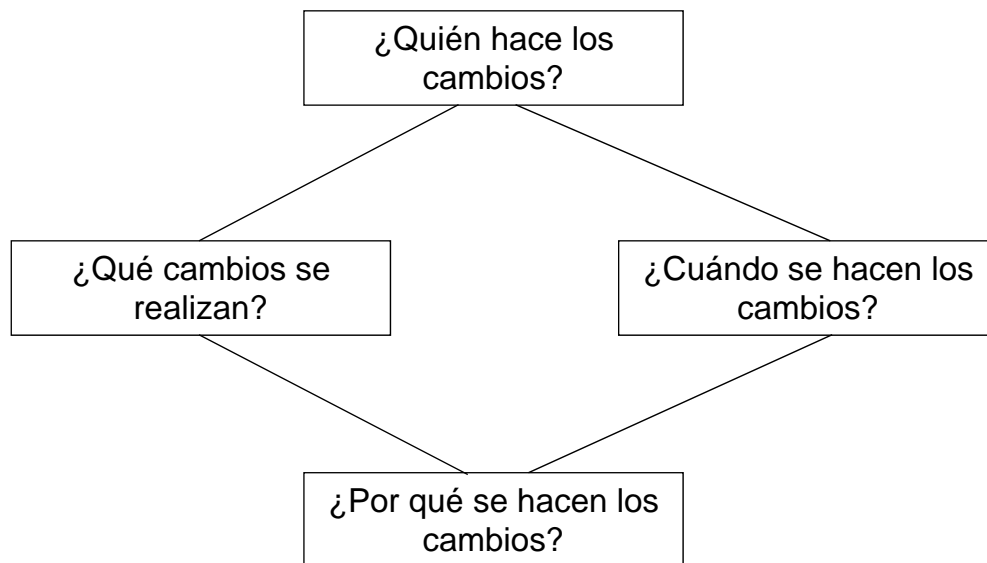 ¿Quién hace los
cambios?
¿Qué cambios se
realizan?
¿Cuándo se hacen los
cambios?
¿Por qué se hacen los
cambios?